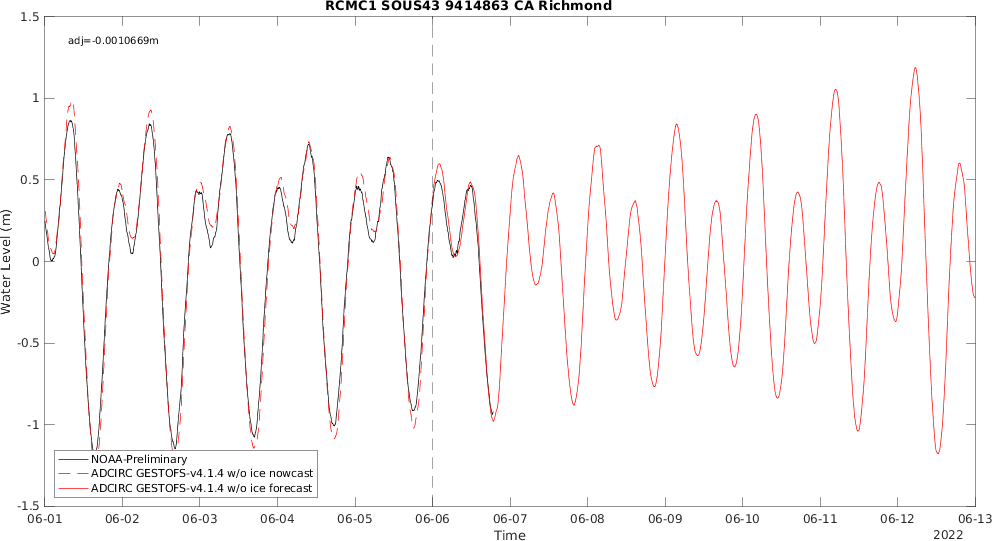 RCMC1 SOUS43 9414863 CA Richmond
adj=-0.0010669m
1.5
1
0.5
0
-0.5
-1
-1.5
Water Level (m)
NOAA-Preliminary
ADCIRC GESTOFS-v4.1.4 w/o ice nowcast
ADCIRC GESTOFS-v4.1.4 w/o ice forecast
06-01 06-02 06-03 06-04 06-05 06-06 06-07 06-08 06-09 06-10 06-11 06-12 06-13
Time
2022